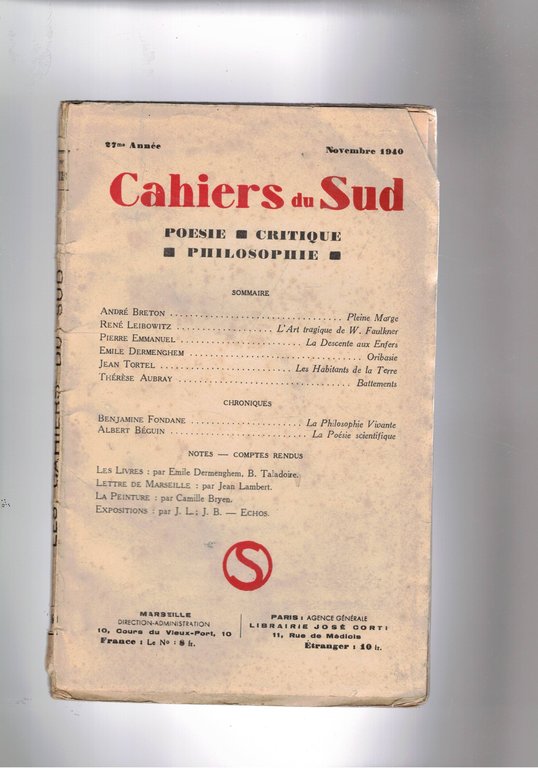 27me Année
Novembre 1940
Cahiers du Sud
POESIE ■ CRITIQUE
■ PHILOSOPHIE ■
SOMMAIRE
ANDRÉ BRETON .......................................... Pleine Marge
RENÉ LEIBOWITZ ........................ L'Art tragique de W. Faulkner
PIERRE EMMANUEL ............................ La Descente aux Enfers
EMILE DERMENGHEM .......................................... Oribasie
JEAN TORTEL ............................... Les Habitants de la Terre
THÉRÈSE AUBRAY .......................................... Battements
CHRONIQUES
BENJAMINE FONDANE ........................... La Philosophie Vivante
ALBERT BÉGUIN ............................... La Poésie scientifique
NOTES — COMPTES RENDUS
LES LIVRES : par Emile Dermenghem, B. Taladoire.
LETTRE DE MARSEILLE : par Jean Lambert.
LA PEINTURE : par Camille Bryen.
EXPOSITIONS : par J. L. ; J. B. — ECHOS.
S
MARSEILLE
DIRECTION-ADMINISTRATION
10, Cours du Vieux-Port, 10
France : Le No : 8 fr.
PARIS : AGENCE GÉNÉRALE
LIBRAIRIE JOSÉ CORTI
11, Rue de Médicis
Étranger : 10 fr.
LES CAHIERS DU SUD